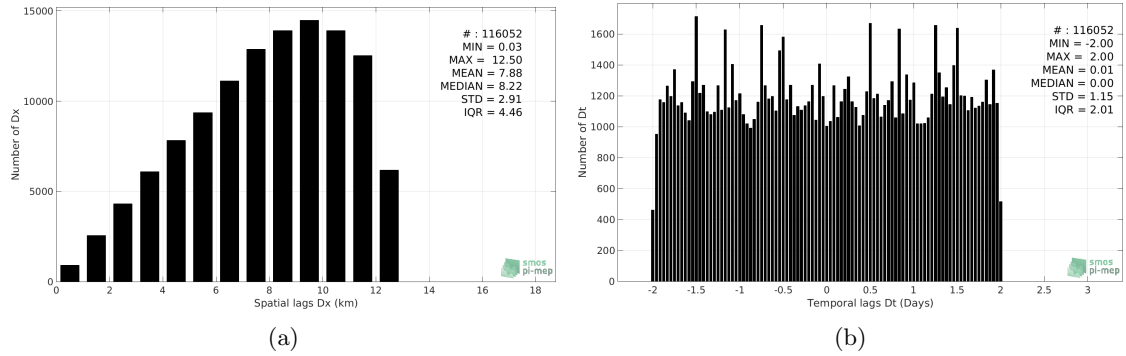 15000
10000
5000
0
Number of Dx
# : 116052
MIN = 0.03
MAX = 12.50
MEAN = 7.88
MEDIAN = 8.22
STD = 2.91
IQR = 4.46
smos
pi-mep
0 2 4 6 8 10 12 14 16 18
Spatial lags Dx (km)
(a)
1600
1400
1200
1000
800
600
400
200
0
Number of Dt
# : 116052
MIN = -2.00
MAX = 2.00
MEAN = 0.01
MEDIAN = 0.00
STD = 1.15
IQR = 2.01
smos
pi-mep
-2 -1.5 -1 -0.5 0 0.5 1 1.5 2 2.5 3
Temporal lags Dt (Days)
(b)